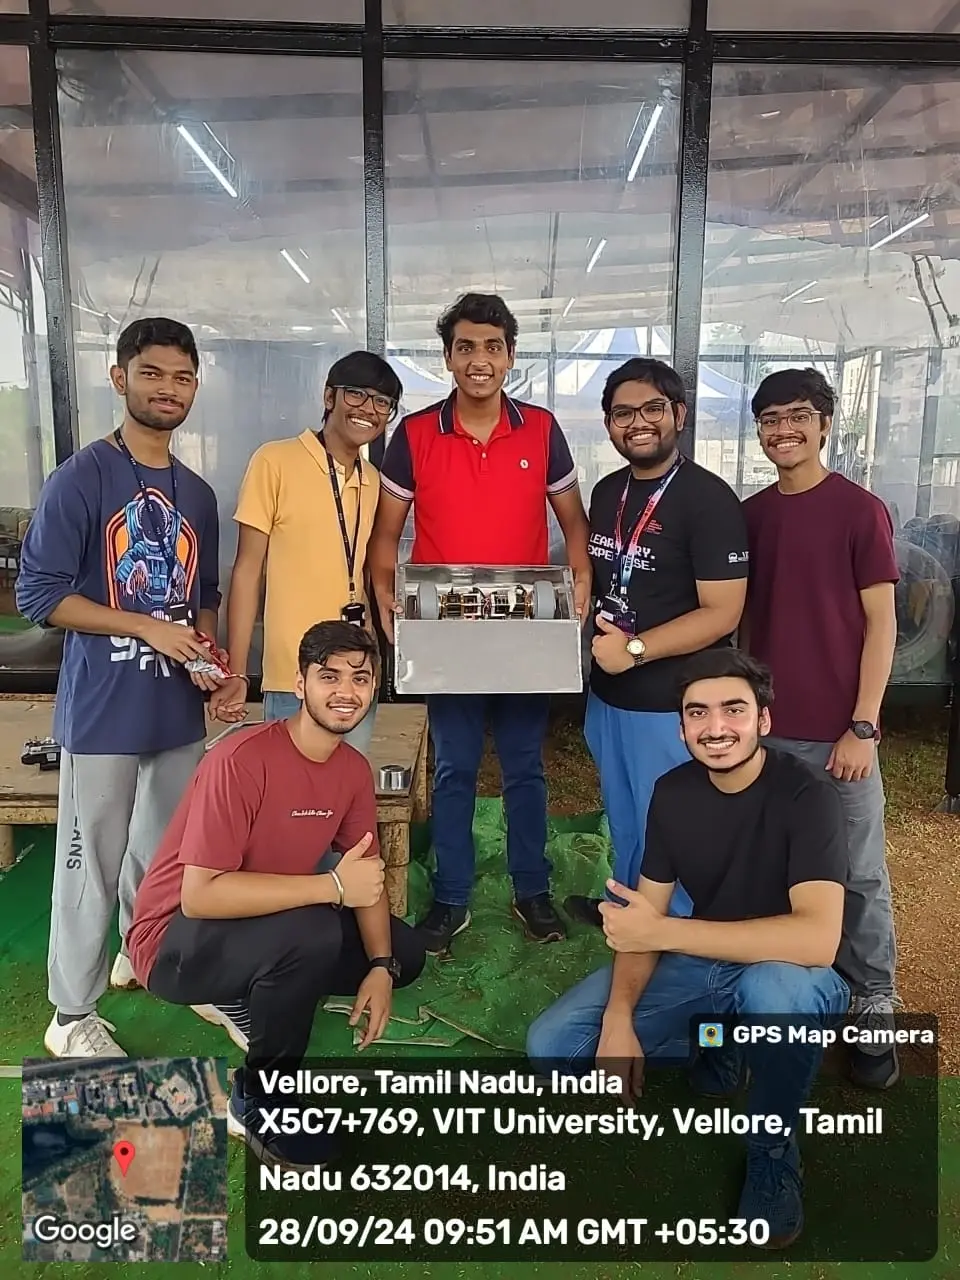 LEARN. TRY.
EXPERTISE.
EANS
GPS Map Camera
Vellore, Tamil Nadu, India
X5C7+769, VIT University, Vellore, Tamil
Nadu 632014, India
28/09/24 09:51 AM GMT +05:30
Google